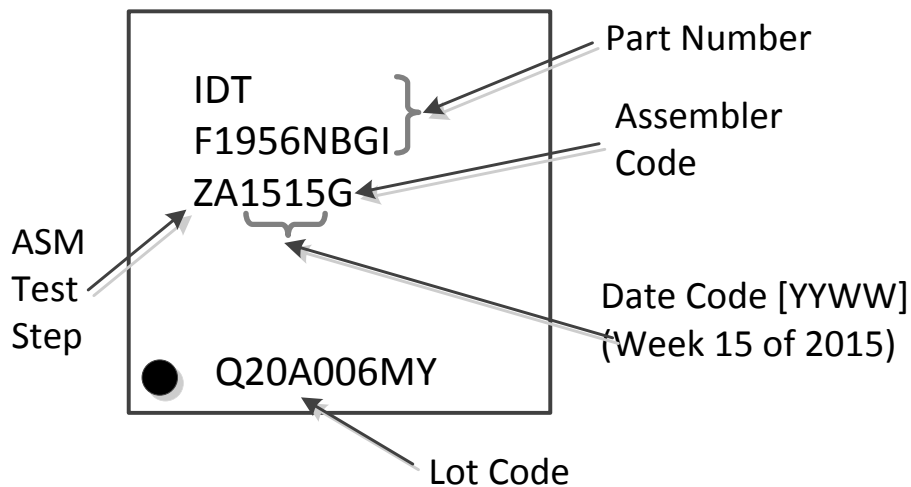 Part Number
IDT
F1956NBGI
Assembler
Code
ZA1515G
ASM
Test
Step
Date Code [YYWW]
(Week 15 of 2015)
Q20A006MY
Lot Code